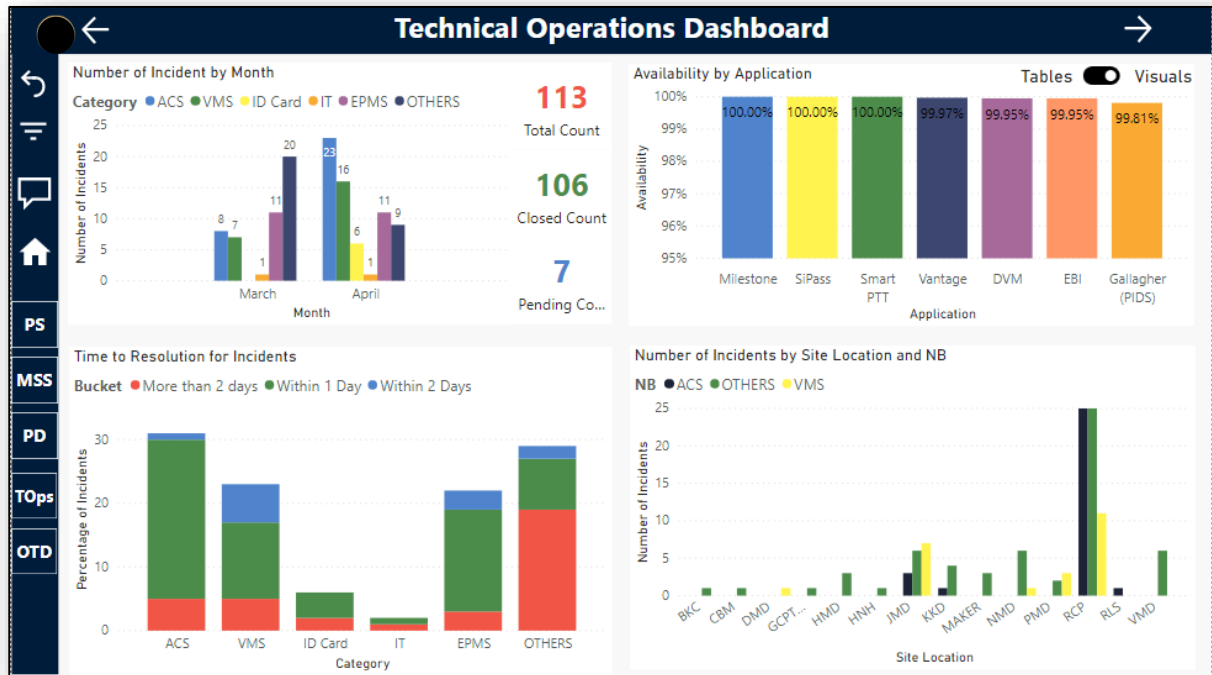 Technical Operations Dashboard
PS
MSS
PD
TOps
OTD
Number of Incident by Month
Category ACS VMS ID Card IT EPMS OTHERS
Number of Incidents
25
20
15
10
5
0
8
7
1
11
20
23
16
6
1
11
9
March
April
Month
113
Total Count
106
Closed Count
7
Pending Co...
Availability by Application
Tables Visuals
Availability
100%
99%
98%
97%
96%
95%
100.00% 100.00% 100.00% 99.97% 99.95% 99.95% 99.81%
Milestone SiPass Smart PTT Vantage DVM EBI Gallagher (PIDS)
Application
Time to Resolution for Incidents
Bucket More than 2 days Within 1 Day Within 2 Days
Percentage of Incidents
30
20
10
0
ACS VMS ID Card IT EPMS OTHERS
Category
Number of Incidents by Site Location and NB
NB ACS OTHERS VMS
Number of Incidents
25
20
15
10
5
0
BKC CBM DMD GCPT... HMD HNH JMD KKD MAKER NMD PMD RCP RLS VMD
Site Location